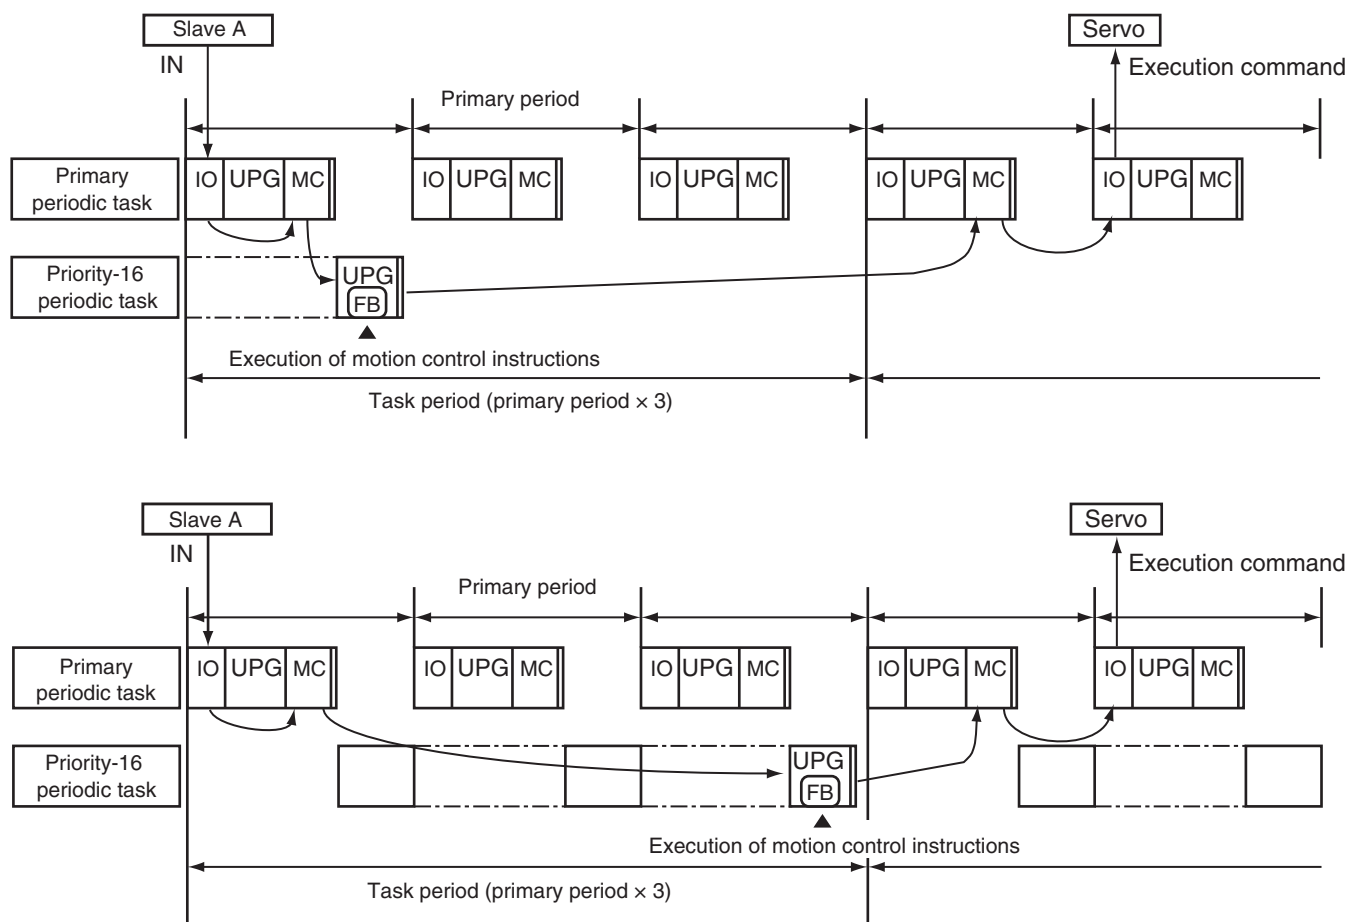 Slave A
Servo
IN
Execution command
Primary period
Primary
periodic task
IO UPG MC
IO UPG MC
IO UPG MC
IO UPG MC
IO UPG MC
Priority-16
periodic task
UPG
FB
Execution of motion control instructions
Task period (primary period × 3)
Slave A
Servo
IN
Execution command
Primary period
Primary
periodic task
IO UPG MC
IO UPG MC
IO UPG MC
IO UPG MC
IO UPG MC
Priority-16
periodic task
UPG
FB
Execution of motion control instructions
Task period (primary period × 3)